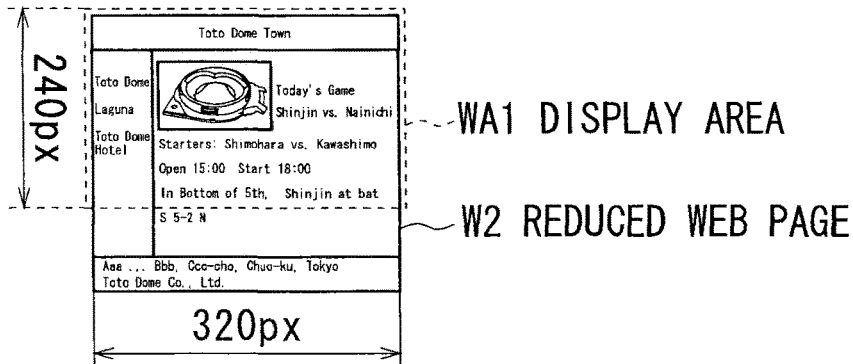 Toto Dome Town
240px
Toto Dome
Laguna
Toto Dome
Hotel
Today's Game
Shinjin vs. Nainichi
Starters: Shimohara vs. Kawashimo
Open 15:00 Start 18:00
In Bottom of 5th, Shinjin at bat
S 5-2 N
Aaa ... Bbb, Ccc-cho, Chuo-ku, Tokyo
Toto Dome Co., Ltd.
320px
WA1 DISPLAY AREA
W2 REDUCED WEB PAGE